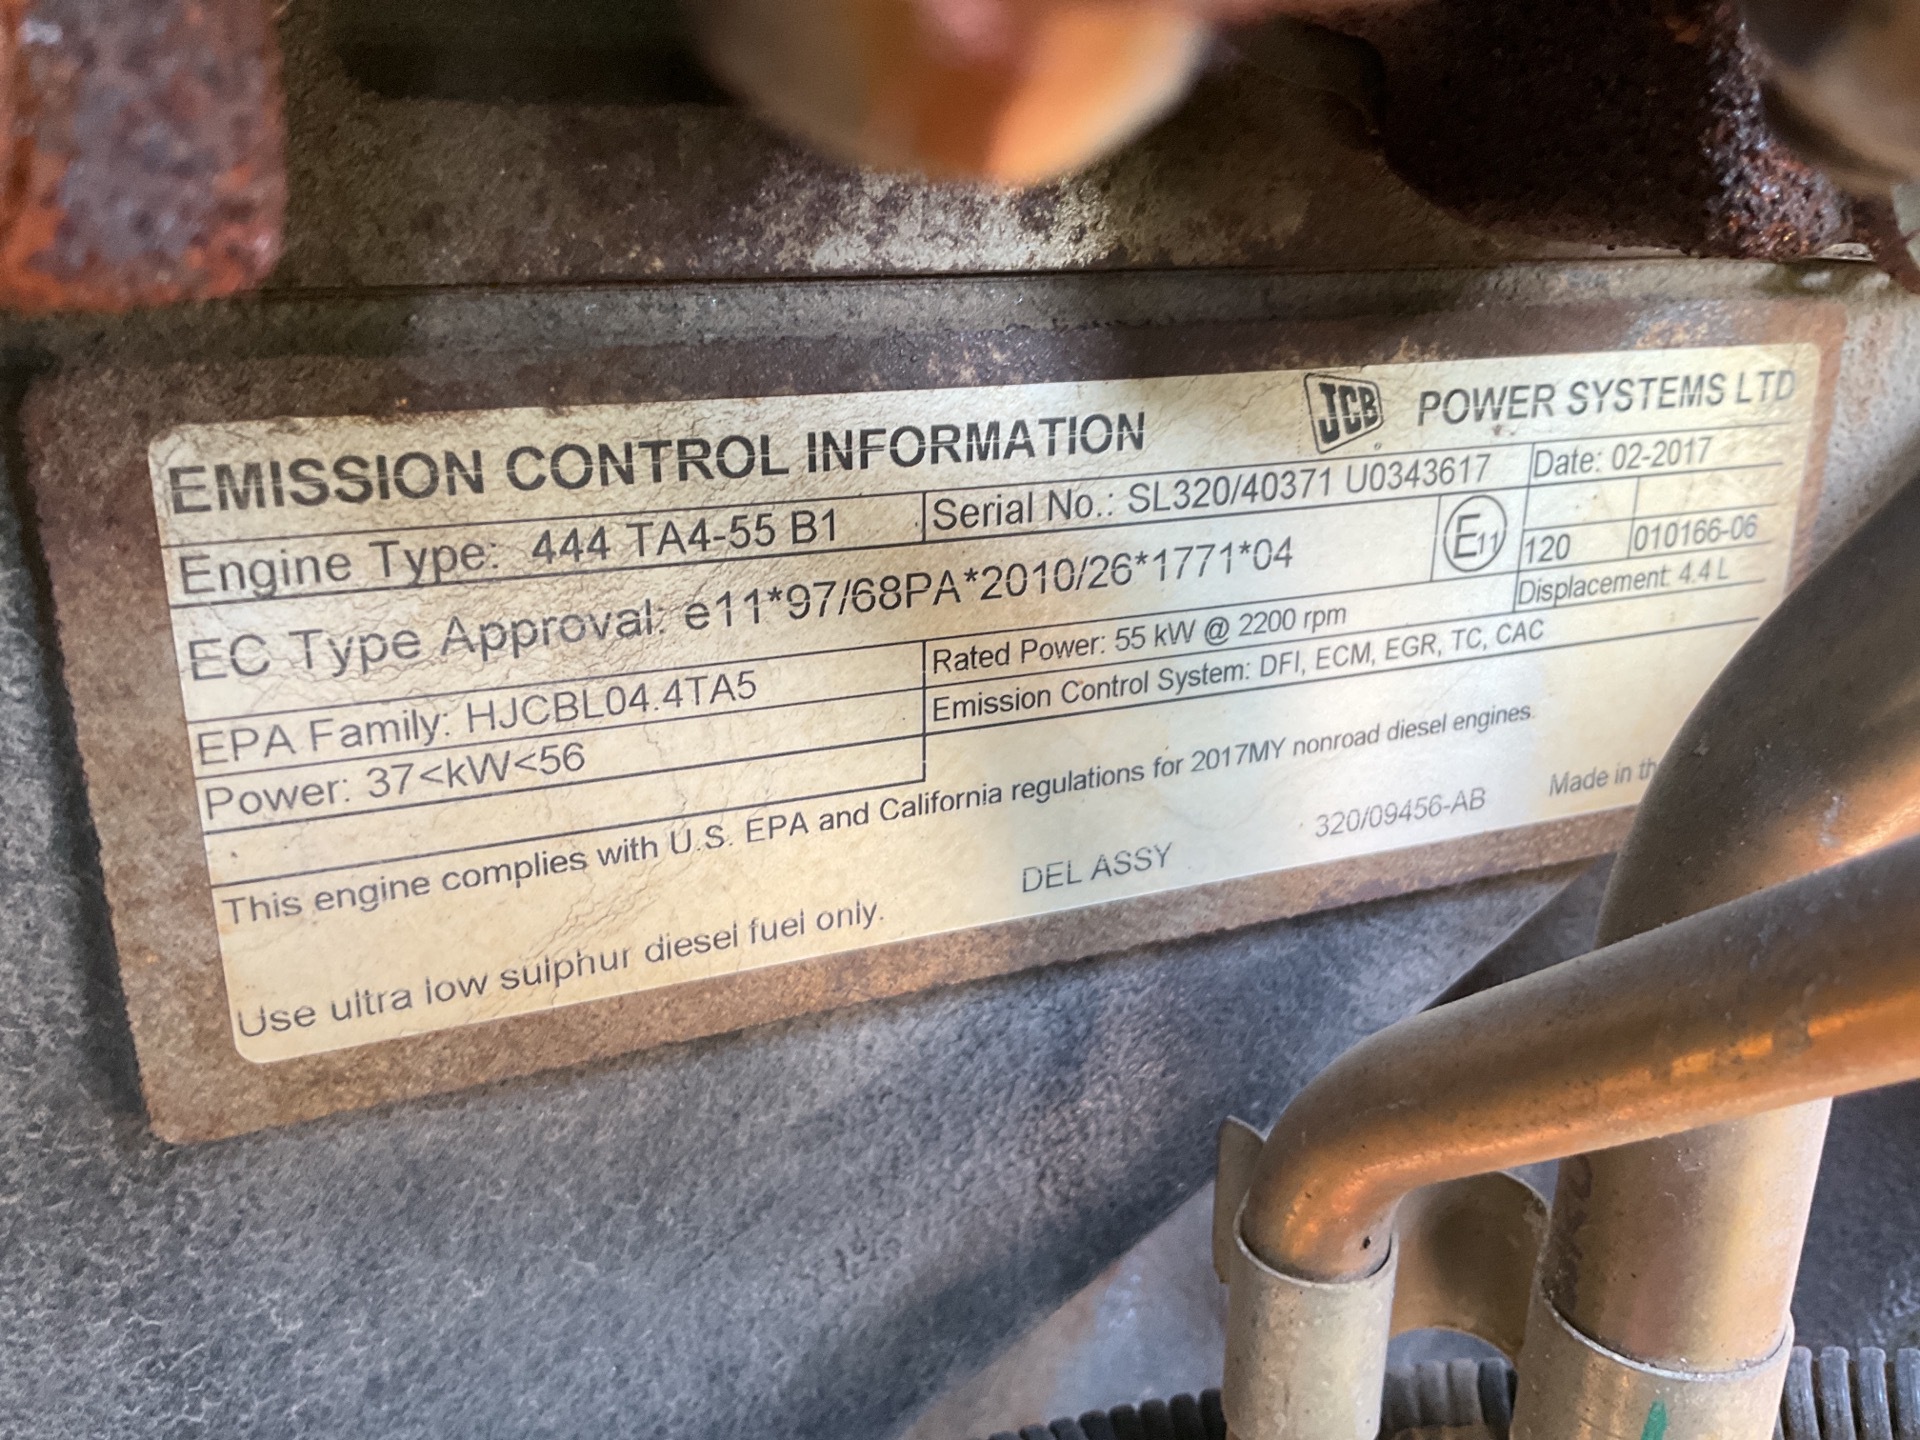 EMISSION CONTROL INFORMATION
JCB POWER SYSTEMS LTD
Engine Type: 444 TA4-55 B1
Serial No.: SL320/40371 U0343617
Date: 02-2017
EC Type Approval: e11*97/68PA*2010/26*1771*04
E11
120
010166-06
EPA Family: HJCBL04.4TA5
Rated Power: 55 kW @ 2200 rpm
Displacement: 4.4 L
Power: 37<kW<56
Emission Control System: DFI, ECM, EGR, TC, CAC
This engine complies with U.S. EPA and California regulations for 2017MY nonroad diesel engines.
Use ultra low sulphur diesel fuel only.
DEL ASSY
320/09456-AB
Made in